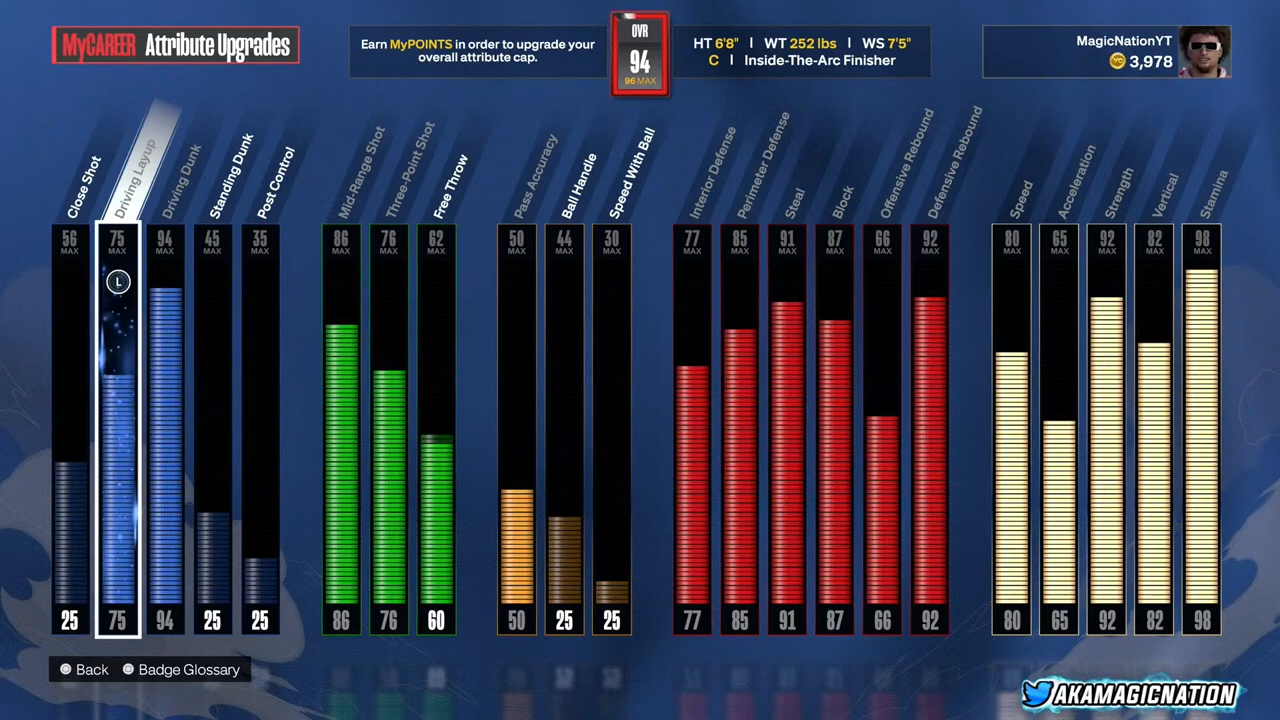 MyCAREER Attribute Upgrades
Earn MyPOINTS in order to upgrade your
overall attribute cap.
OVR
94
96 MAX
HT 6'8" | WT 252 lbs | WS 7'5"
C | Inside-The-Arc Finisher
MagicNationYT
VC 3,978
Close Shot
Driving Layup
Driving Dunk
Standing Dunk
Post Control
Mid-Range Shot
Three-Point Shot
Free Throw
Pass Accuracy
Ball Handle
Speed With Ball
Interior Defense
Perimeter Defense
Steal
Block
Offensive Rebound
Defensive Rebound
Speed
Acceleration
Strength
Vertical
Stamina
56 75 94 45 35 86 76 62 50 44 30 77 85 91 87 66 92 80 65 92 82 98
MAX MAX MAX MAX MAX MAX MAX MAX MAX MAX MAX MAX MAX MAX MAX MAX MAX MAX MAX MAX MAX MAX
L
25 75 94 25 25 86 76 60 50 25 25 77 85 91 87 66 92 80 65 92 82 98
Back Badge Glossary
AKAMAGICNATION